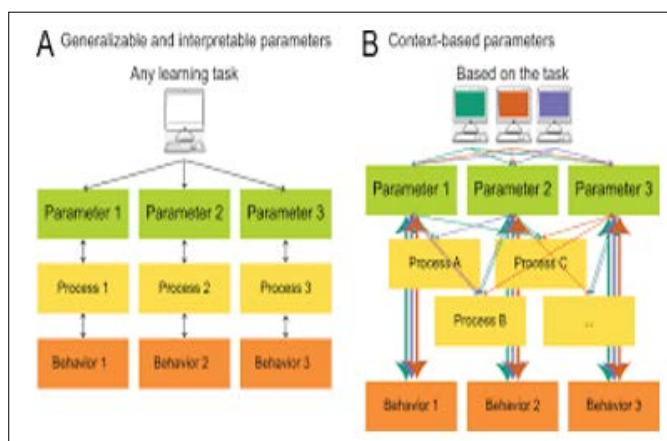 A Generalizable and interpretable parameters
Any learning task
Parameter 1 Parameter 2 Parameter 3
Process 1 Process 2 Process 3
Behavior 1 Behavior 2 Behavior 3
B Context-based parameters
Based on the task
Parameter 1 Parameter 2 Parameter 3
Process A Process C
Process B ...
Behavior 1 Behavior 2 Behavior 3